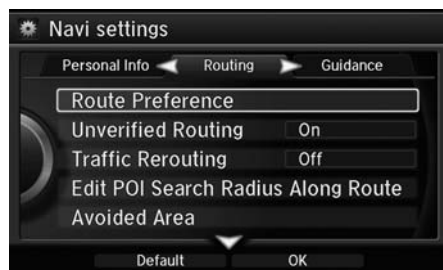 Navi settings
Personal Info Routing Guidance
Route Preference
Unverified Routing On
Traffic Rerouting Off
Edit POI Search Radius Along Route
Avoided Area
Default OK